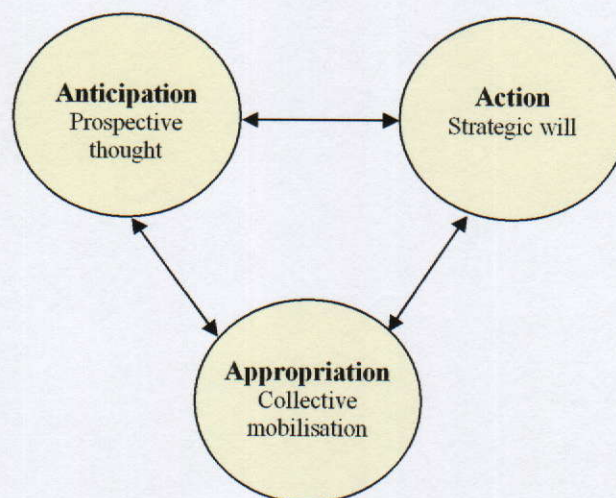 Anticipation
Prospective
thought
Action
Strategic will
Appropriation
Collective
mobilisation